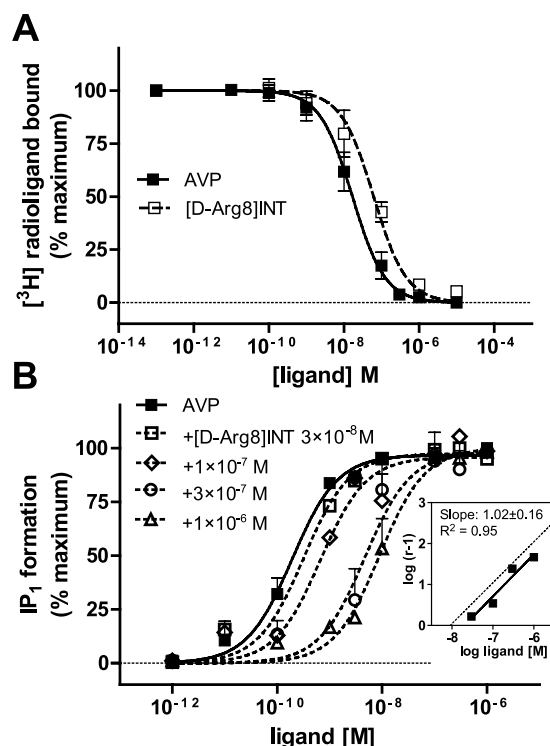 A
[³H] radioligand bound
(% maximum)
100
75
50
25
0
AVP
[D-Arg8]INT
10⁻¹⁴ 10⁻¹² 10⁻¹⁰ 10⁻⁸ 10⁻⁶ 10⁻⁴
[ligand] M
B
IP₁ formation
(% maximum)
100
75
50
25
0
AVP
+[D-Arg8]INT 3×10⁻⁸M
+1×10⁻⁷ M
+3×10⁻⁷ M
+1×10⁻⁶ M
Slope: 1.02±0.16
R² = 0.95
log (r-1)
3
2
1
0
-8 -7 -6
log ligand [M]
10⁻¹² 10⁻¹⁰ 10⁻⁸ 10⁻⁶
ligand [M]